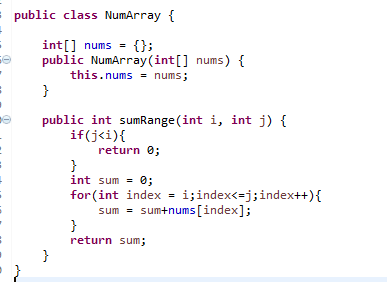 public class NumArray {
int[] nums = {};
public NumArray(int[] nums) {
this.nums = nums;
}
public int sumRange(int i, int j) {
if(j<i){
return 0;
}
int sum = 0;
for(int index = i;index<=j;index++){
sum = sum+nums[index];
}
return sum;
}
}